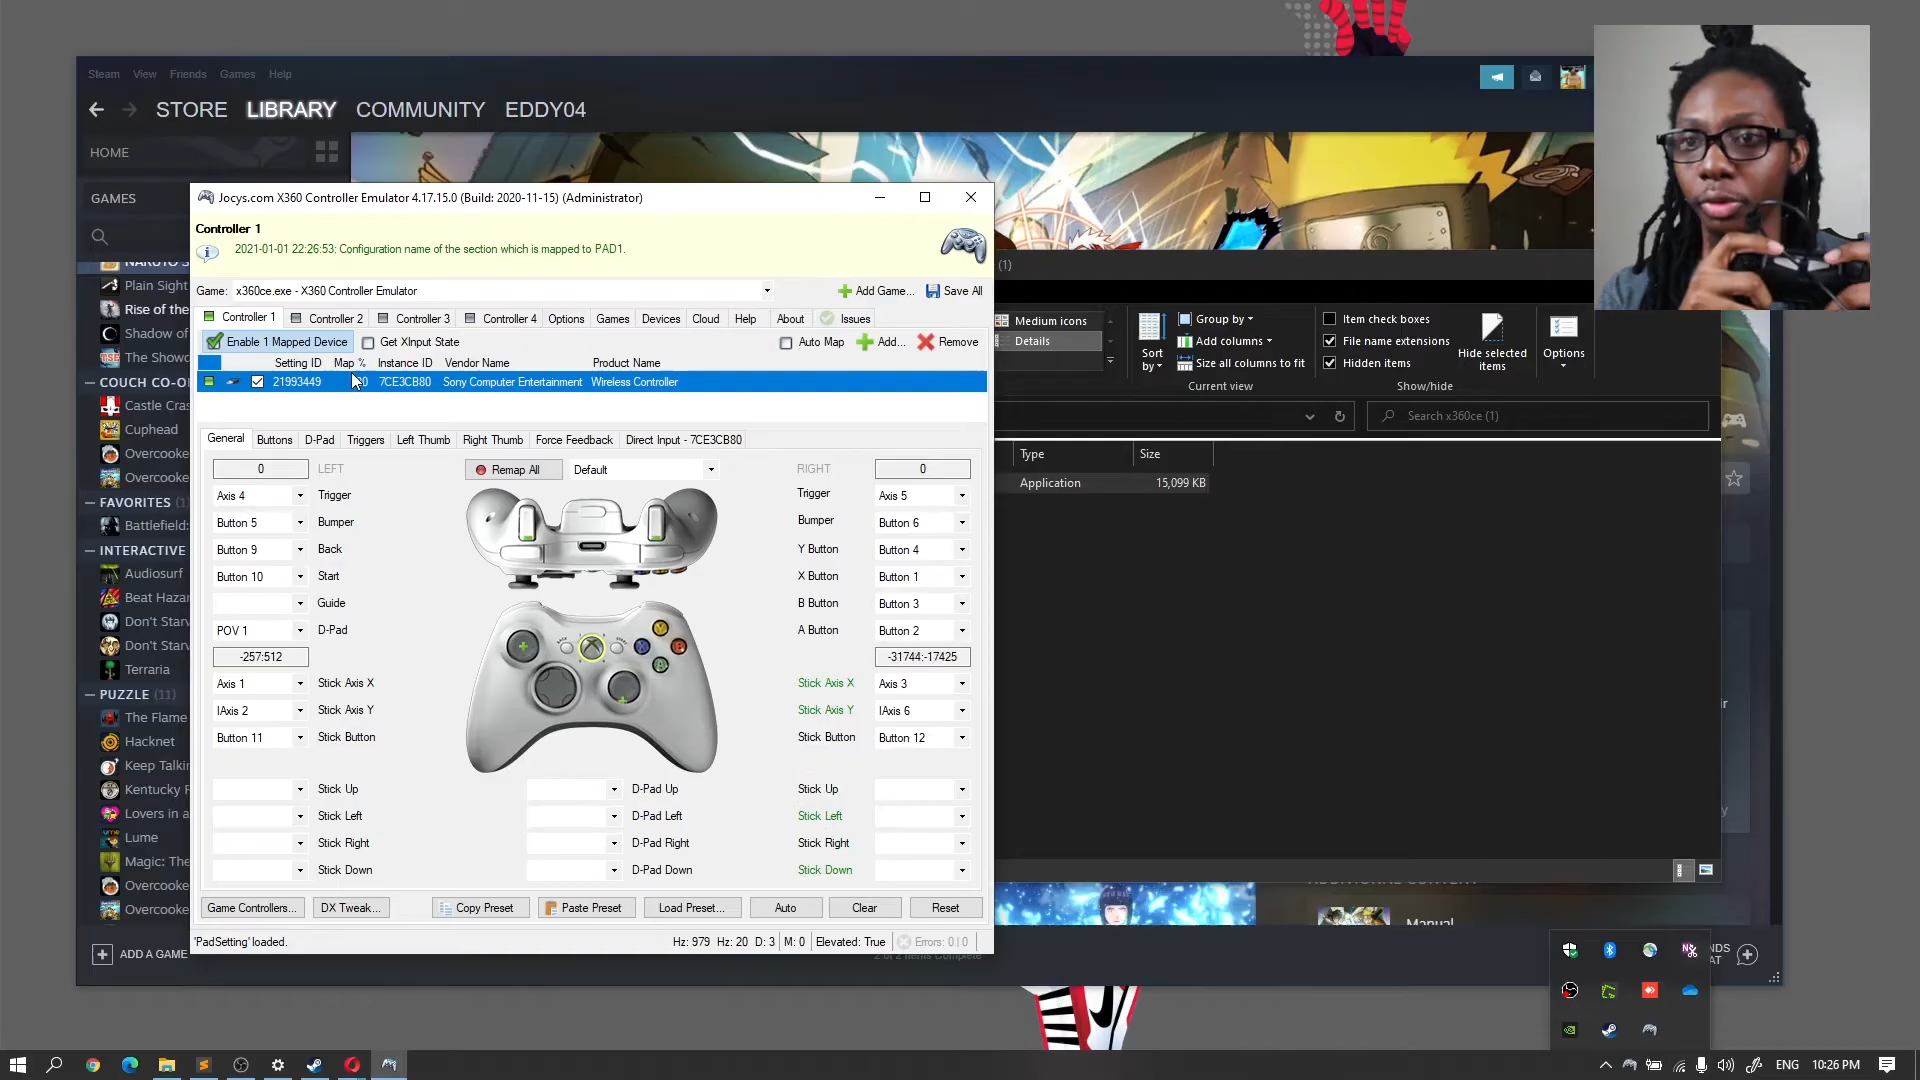 Steam View Friends Games Help
STORE LIBRARY COMMUNITY EDDY04
HOME
GAMES
NARUTO S
Plain Sight
Rise of the
Shadow of
The Showd
COUCH CO-O
Castle Cras
Cuphead
Overcooke
Overcooke
FAVORITES (1
Battlefield:
INTERACTIVE
Audiosurf
Beat Hazar
Don't Starv
Don't Starv
Terraria
PUZZLE (11)
The Flame
Hacknet
Keep Talki
Kentucky R
Lovers in a
Lume
Magic: The
Overcooke
Overcooke
ADD A GAME
Jocys.com X360 Controller Emulator 4.17.15.0 (Build: 2020-11-15) (Administrator)
Controller 1
2021-01-01 22:26:53: Configuration name of the section which is mapped to PAD1.
Game: x360ce.exe - X360 Controller Emulator Add Game... Save All
Controller 1 Controller 2 Controller 3 Controller 4 Options Games Devices Cloud Help About Issues
Enable 1 Mapped Device Get XInput State Auto Map Add... Remove
Setting ID Map % Instance ID Vendor Name Product Name
21993449 7CE3CB80 Sony Computer Entertainment Wireless Controller
General Buttons D-Pad Triggers Left Thumb Right Thumb Force Feedback Direct Input - 7CE3CB80
0 LEFT Remap All Default RIGHT 0
Axis 4 Trigger Trigger Axis 5
Button 5 Bumper Bumper Button 6
Button 9 Back Y Button Button 4
Button 10 Start X Button Button 1
Guide B Button Button 3
POV 1 D-Pad A Button Button 2
-257:512 -31744:-17425
Axis 1 Stick Axis X Stick Axis X Axis 3
IAxis 2 Stick Axis Y Stick Axis Y IAxis 6
Button 11 Stick Button Stick Button Button 12
Stick Up D-Pad Up Stick Up
Stick Left D-Pad Left Stick Left
Stick Right D-Pad Right Stick Right
Stick Down D-Pad Down Stick Down
Game Controllers... DX Tweak... Copy Preset Paste Preset Load Preset... Auto Clear Reset
'PadSetting' loaded. Hz: 979 Hz: 20 D: 3 M: 0 Elevated: True Errors: 0 | 0
(1)
Medium icons
Details
Sort by
Group by
Add columns
Size all columns to fit
Current view
Item check boxes
File name extensions
Hidden items
Hide selected items
Show/hide
Options
Search x360ce (1)
Type Size
Application 15,099 KB
ADDITIONAL CONTENT
Manual
2 of 2 Items Complete
NDS
AT
ENG 10:26 PM